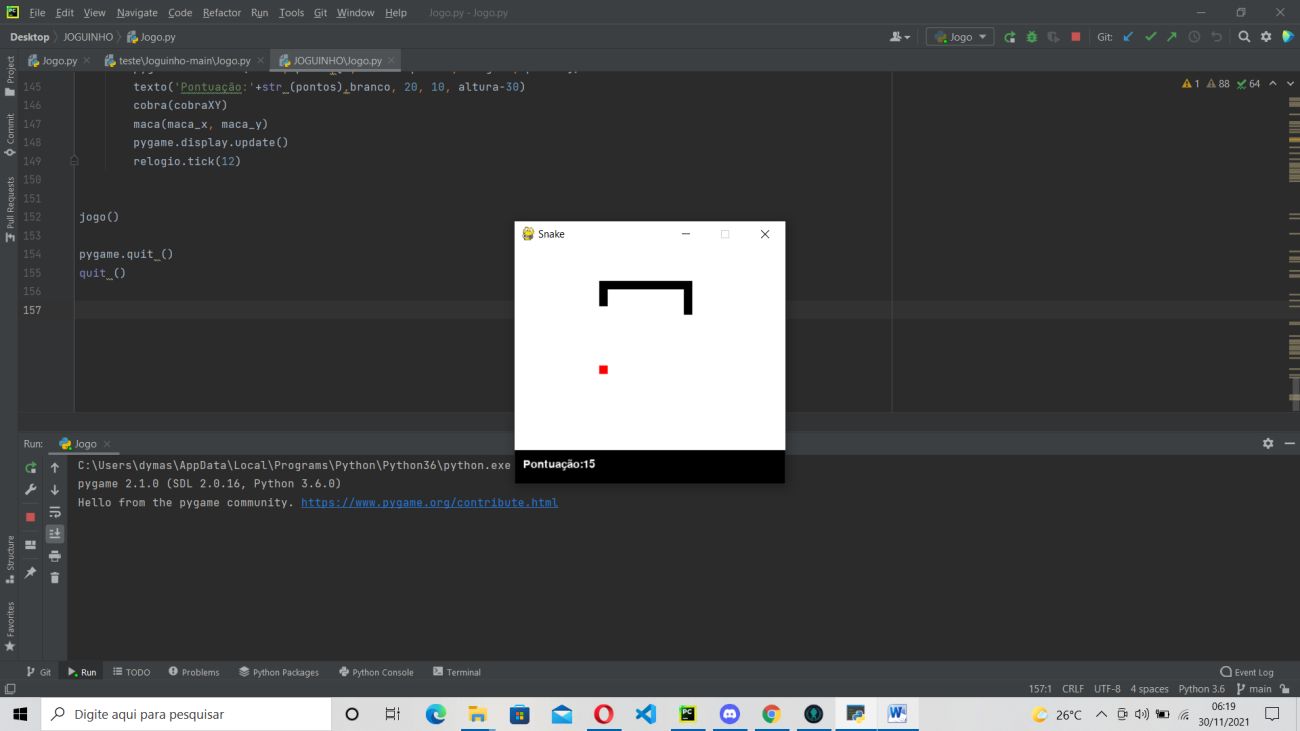 File Edit View Navigate Code Refactor Run Tools Git Window Help Jogo.py - Jogo.py
Desktop JOGUINHO Jogo.py Jogo Git:
Jogo.py teste\Joguinho-main\Jogo.py JOGUINHO\Jogo.py
Project
Commit
Pull Requests
Structure
Favorites
1 88 64
145 texto('Pontuação:'+str_(pontos),branco, 20, 10, altura-30)
146 cobra(cobraXY)
147 maca(maca_x, maca_y)
148 pygame.display.update()
149 relogio.tick(12)
150
151
152 jogo()
153
154 pygame.quit_()
155 quit_()
156
157
Snake
Pontuação:15
Run: Jogo
C:\Users\dymas\AppData\Local\Programs\Python\Python36\python.exe
pygame 2.1.0 (SDL 2.0.16, Python 3.6.0)
Hello from the pygame community. https://www.pygame.org/contribute.html
Git Run TODO Problems Python Packages Python Console Terminal Event Log
157:1 CRLF UTF-8 4 spaces Python 3.6 main
Digite aqui para pesquisar
26°C
06:19
30/11/2021